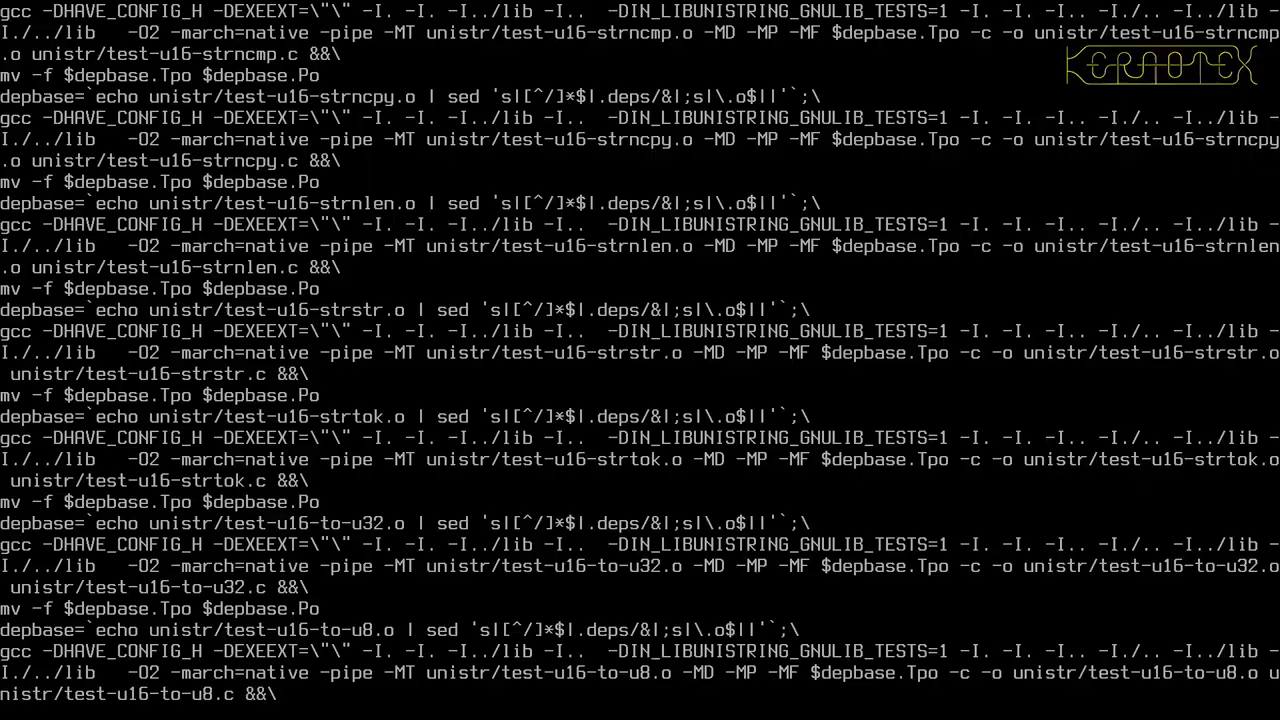 gcc -DHAVE_CONFIG_H -DEXEEXT=\"\" -I. -I. -I../lib -I..  -DIN_LIBUNISTRING_GNULIB_TESTS=1 -I. -I. -I./.. -I../lib -
I./../lib   -O2 -march=native -pipe -MT unistr/test-u16-strncmp.o -MD -MP -MF $depbase.Tpo -c -o unistr/test-u16-strncmp
.o unistr/test-u16-strncmp.c &&\
KERNOTEX
mv -f $depbase.Tpo $depbase.Po
depbase=`echo unistr/test-u16-strncpy.o | sed 's|[^/]*$|.deps/&|;s|\.o$||'`;\
gcc -DHAVE_CONFIG_H -DEXEEXT=\"\" -I. -I. -I../lib -I..  -DIN_LIBUNISTRING_GNULIB_TESTS=1 -I. -I. -I./.. -I../lib -
I./../lib   -O2 -march=native -pipe -MT unistr/test-u16-strncpy.o -MD -MP -MF $depbase.Tpo -c -o unistr/test-u16-strncpy
.o unistr/test-u16-strncpy.c &&\
mv -f $depbase.Tpo $depbase.Po
depbase=`echo unistr/test-u16-strnlen.o | sed 's|[^/]*$|.deps/&|;s|\.o$||'`;\
gcc -DHAVE_CONFIG_H -DEXEEXT=\"\" -I. -I. -I../lib -I..  -DIN_LIBUNISTRING_GNULIB_TESTS=1 -I. -I. -I./.. -I../lib -
I./../lib   -O2 -march=native -pipe -MT unistr/test-u16-strnlen.o -MD -MP -MF $depbase.Tpo -c -o unistr/test-u16-strnlen
.o unistr/test-u16-strnlen.c &&\
mv -f $depbase.Tpo $depbase.Po
depbase=`echo unistr/test-u16-strstr.o | sed 's|[^/]*$|.deps/&|;s|\.o$||'`;\
gcc -DHAVE_CONFIG_H -DEXEEXT=\"\" -I. -I. -I../lib -I..  -DIN_LIBUNISTRING_GNULIB_TESTS=1 -I. -I. -I./.. -I../lib -
I./../lib   -O2 -march=native -pipe -MT unistr/test-u16-strstr.o -MD -MP -MF $depbase.Tpo -c -o unistr/test-u16-strstr.o
 unistr/test-u16-strstr.c &&\
mv -f $depbase.Tpo $depbase.Po
depbase=`echo unistr/test-u16-strtok.o | sed 's|[^/]*$|.deps/&|;s|\.o$||'`;\
gcc -DHAVE_CONFIG_H -DEXEEXT=\"\" -I. -I. -I../lib -I..  -DIN_LIBUNISTRING_GNULIB_TESTS=1 -I. -I. -I./.. -I../lib -
I./../lib   -O2 -march=native -pipe -MT unistr/test-u16-strtok.o -MD -MP -MF $depbase.Tpo -c -o unistr/test-u16-strtok.o
 unistr/test-u16-strtok.c &&\
mv -f $depbase.Tpo $depbase.Po
depbase=`echo unistr/test-u16-to-u32.o | sed 's|[^/]*$|.deps/&|;s|\.o$||'`;\
gcc -DHAVE_CONFIG_H -DEXEEXT=\"\" -I. -I. -I../lib -I..  -DIN_LIBUNISTRING_GNULIB_TESTS=1 -I. -I. -I./.. -I../lib -
I./../lib   -O2 -march=native -pipe -MT unistr/test-u16-to-u32.o -MD -MP -MF $depbase.Tpo -c -o unistr/test-u16-to-u32.o
 unistr/test-u16-to-u32.c &&\
mv -f $depbase.Tpo $depbase.Po
depbase=`echo unistr/test-u16-to-u8.o | sed 's|[^/]*$|.deps/&|;s|\.o$||'`;\
gcc -DHAVE_CONFIG_H -DEXEEXT=\"\" -I. -I. -I../lib -I..  -DIN_LIBUNISTRING_GNULIB_TESTS=1 -I. -I. -I./.. -I../lib -
I./../lib   -O2 -march=native -pipe -MT unistr/test-u16-to-u8.o -MD -MP -MF $depbase.Tpo -c -o unistr/test-u16-to-u8.o u
nistr/test-u16-to-u8.c &&\